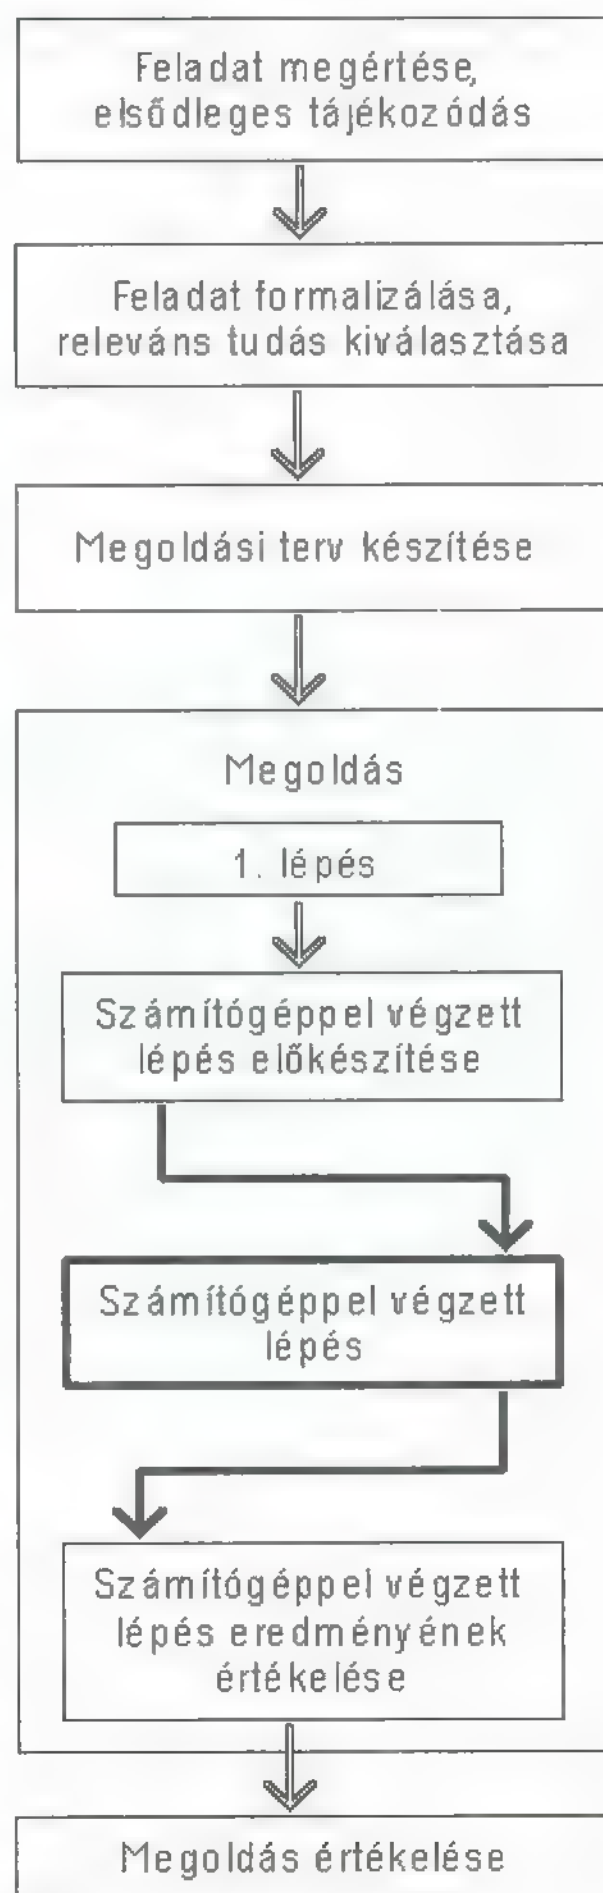 Feladat megértése,
elsődleges tájékozódás
Feladat formalizálása,
releváns tudás kiválasztása
Megoldási terv készítése
Megoldás
1. lépés
Számítógéppel végzett
lépés előkészítése
Számítógéppel végzett
lépés
Számítógéppel végzett
lépés eredményének
értékelése
Megoldás értékelése